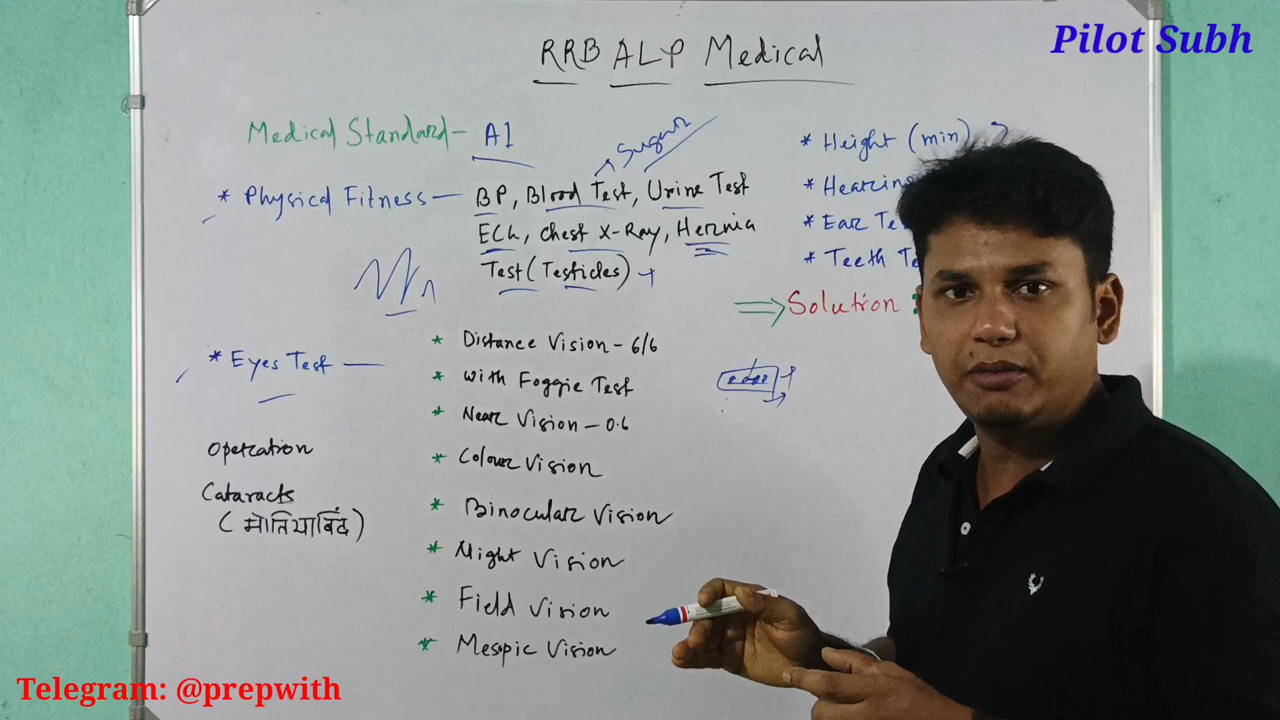 Pilot Subh
RRB ALP Medical
Medical Standard - A1
Sugar
* Physical Fitness - BP, Blood Test, Urine Test
ECG, Chest X-Ray, Hernia
Test (Testicles)
* Height (min)
* Hearin
* Ear Te
* Teeth Te
⇒ Solution :
* Eyes Test -
* Distance Vision - 6/6
* With Foggie Test
* Near Vision - 0.6
* Colour Vision
* Binocular Vision
* Night Vision
* Field Vision
* Mesopic Vision
Operation
Cataracts
(मोतियाबिंद)
Telegram: @prepwith